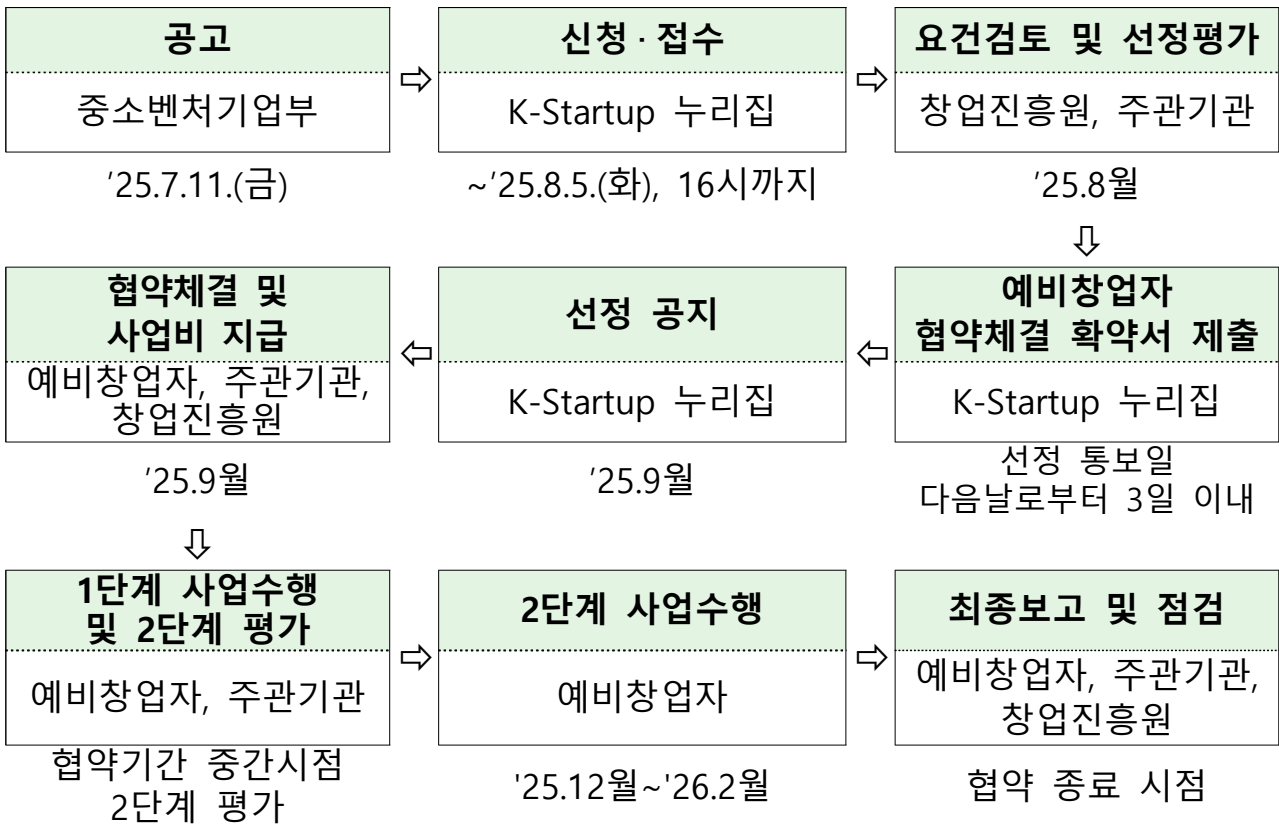 공고
중소벤처기업부
’25.7.11.(금)
⇨
신청·접수
K-Startup 누리집
~’25.8.5.(화), 16시까지
⇨
요건검토 및 선정평가
창업진흥원, 주관기관
’25.8월
⇩
예비창업자
협약체결 확약서 제출
K-Startup 누리집
선정 통보일
다음날로부터 3일 이내
⇦
선정 공지
K-Startup 누리집
’25.9월
⇦
협약체결 및
사업비 지급
예비창업자, 주관기관,
창업진흥원
’25.9월
⇩
1단계 사업수행
및 2단계 평가
예비창업자, 주관기관
협약기간 중간시점
2단계 평가
⇨
2단계 사업수행
예비창업자
'25.12월~'26.2월
⇨
최종보고 및 점검
예비창업자, 주관기관,
창업진흥원
협약 종료 시점